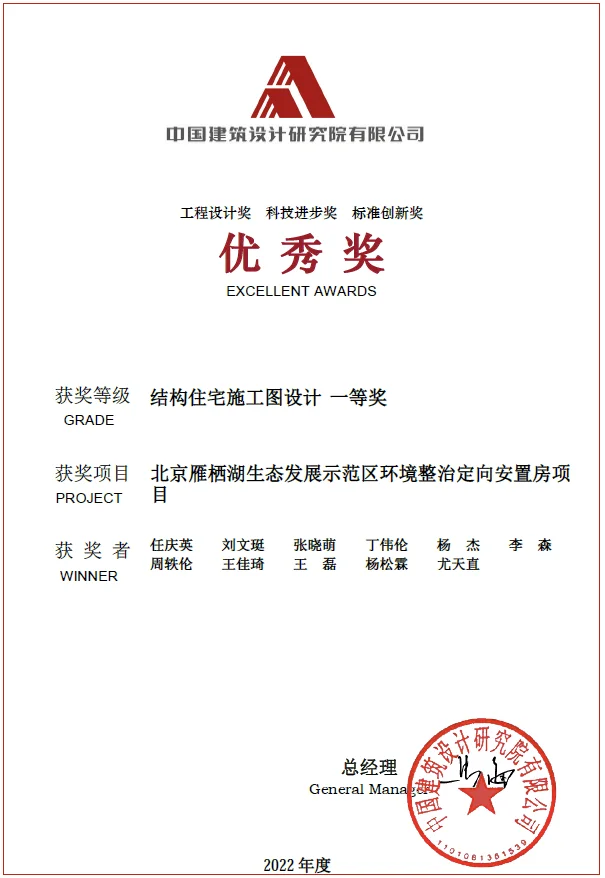 中国建筑设计研究院有限公司
工程设计奖 科技进步奖 标准创新奖
优秀奖
EXCELLENT AWARDS
获奖等级 结构住宅施工图设计 一等奖
GRADE
获奖项目 北京雁栖湖生态发展示范区环境整治定向安置房项
PROJECT 目
获奖者 任庆英 刘文珽 张晓萌 丁伟伦 杨杰 李森
WINNER 周轶伦 王佳琦 王磊 杨松霖 尤天直
总经理
General Manager
中国建筑设计研究院有限公司
1101081361539
2022 年度